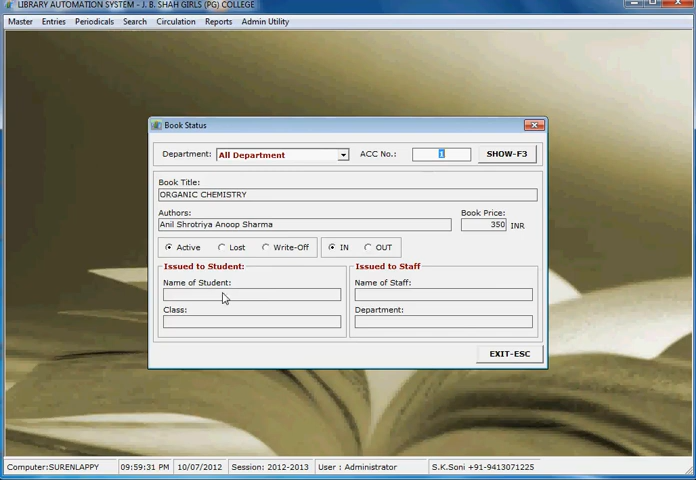 LIBRARY AUTOMATION SYSTEM - J. B. SHAH GIRLS (PG) COLLEGE
Master Entries Periodicals Search Circulation Reports Admin Utility
Book Status
Department: All Department ACC No.: 1 SHOW-F3
Book Title:
ORGANIC CHEMISTRY
Authors: Book Price:
Anil Shrotriya Anoop Sharma 350 INR
Active Lost Write-Off IN OUT
Issued to Student: Issued to Staff
Name of Student: Name of Staff:
Class: Department:
EXIT-ESC
Computer:SURENLAPPY 09:59:31 PM 10/07/2012 Session: 2012-2013 User : Administrator S.K.Soni +91-9413071225